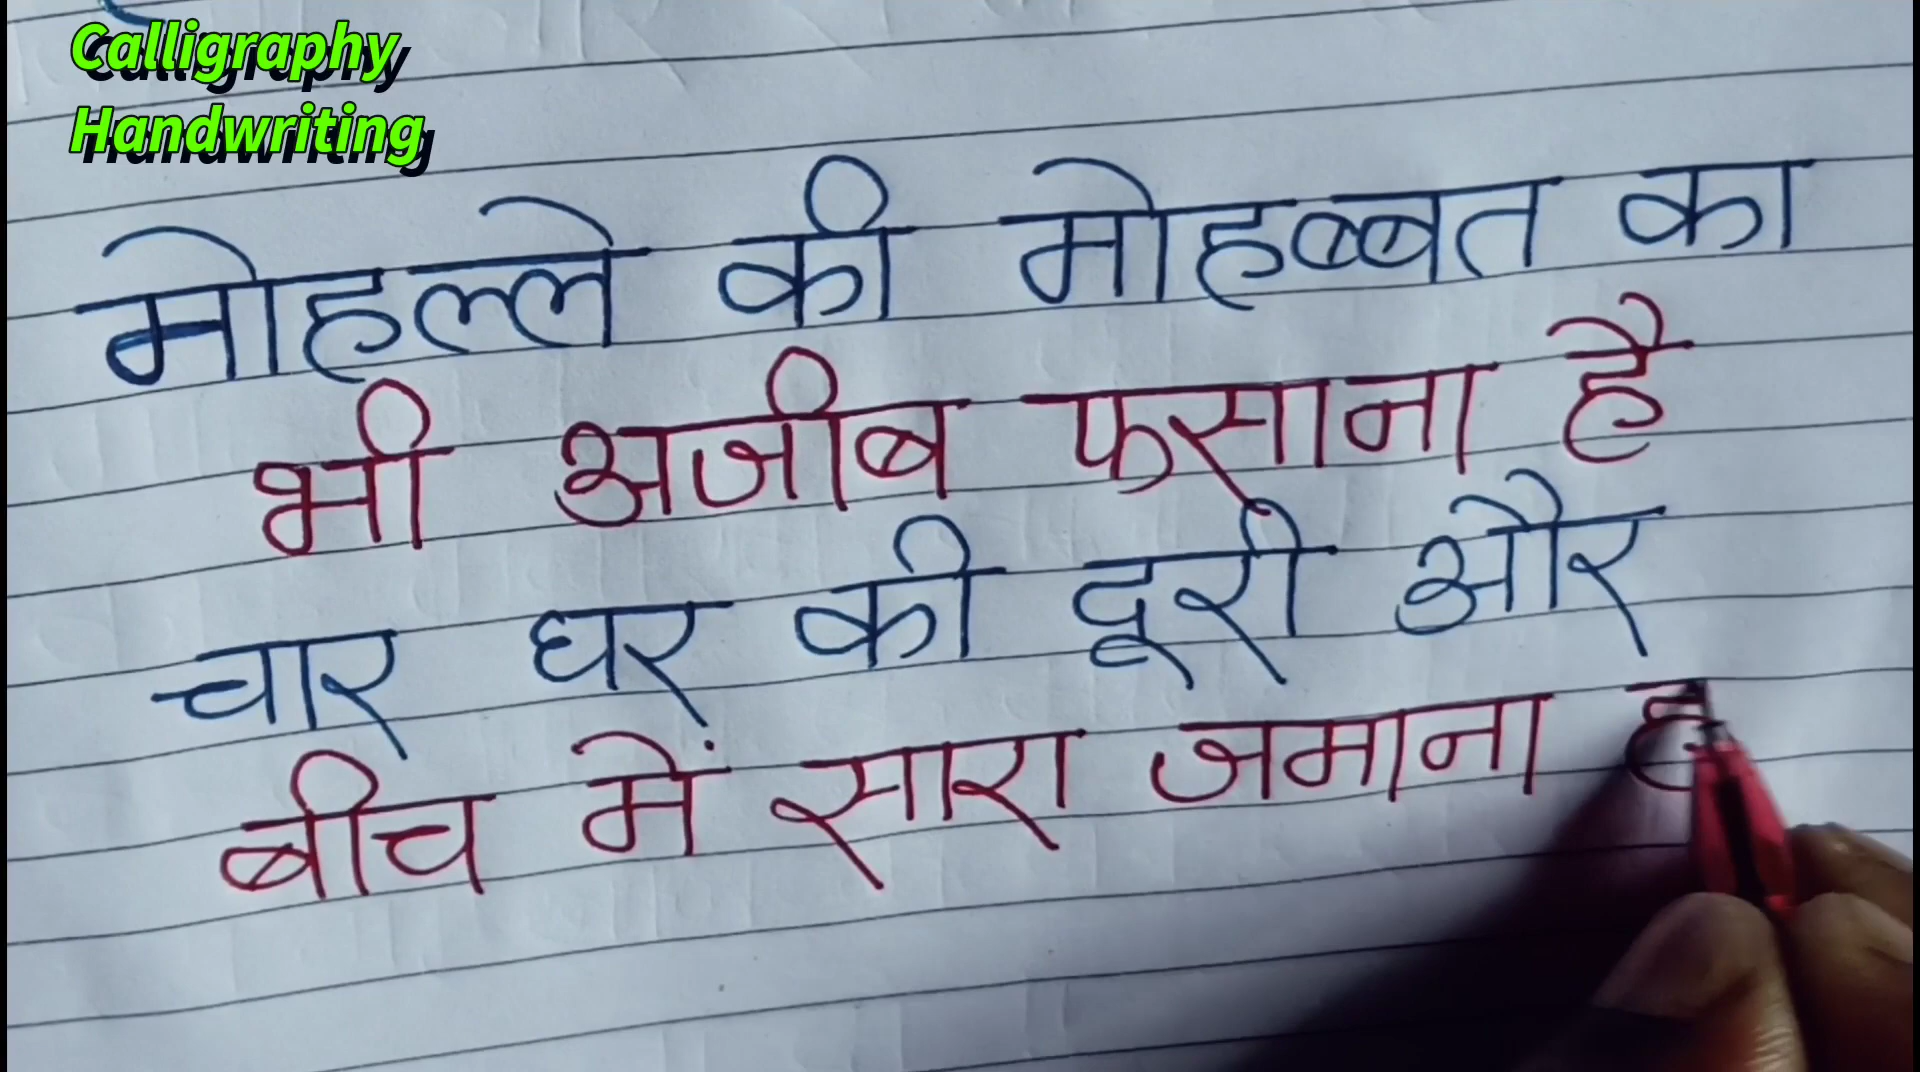 Calligraphy
Handwriting
मोहल्ले की मोहब्बत का
भी अजीब फसाना है
चार घर की दूरी और
बीच में सारा जमाना ह